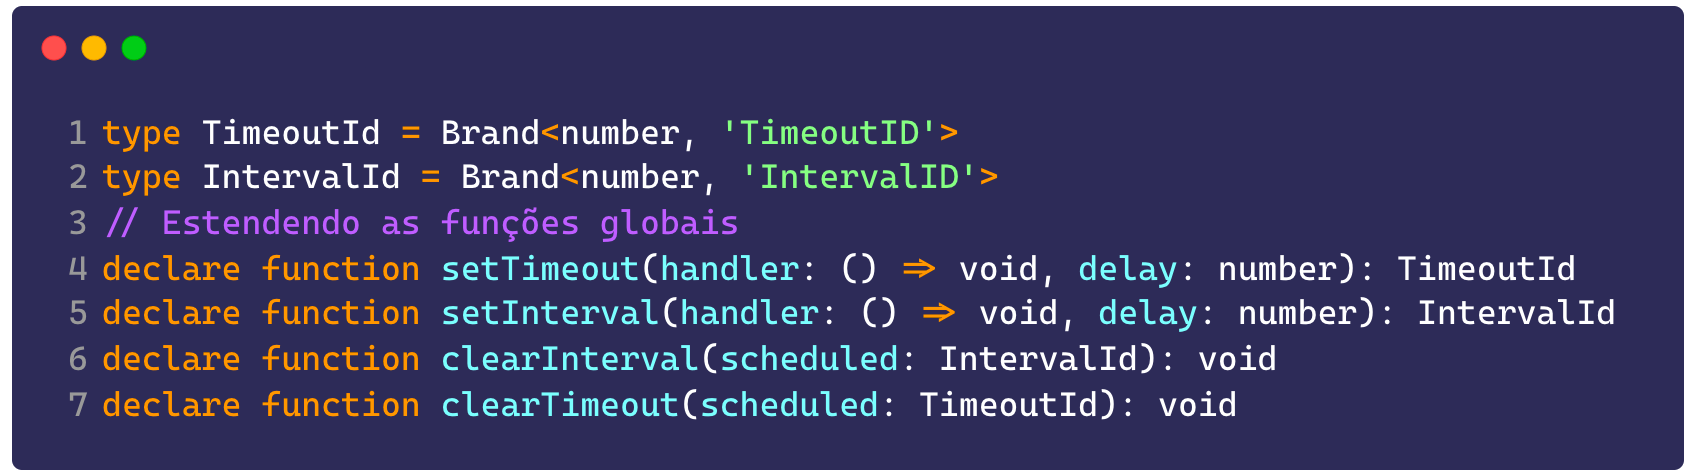 1 type TimeoutId = Brand<number, 'TimeoutID'>
2 type IntervalId = Brand<number, 'IntervalID'>
3 // Estendendo as funções globais
4 declare function setTimeout(handler: () => void, delay: number): TimeoutId
5 declare function setInterval(handler: () => void, delay: number): IntervalId
6 declare function clearInterval(scheduled: IntervalId): void
7 declare function clearTimeout(scheduled: TimeoutId): void